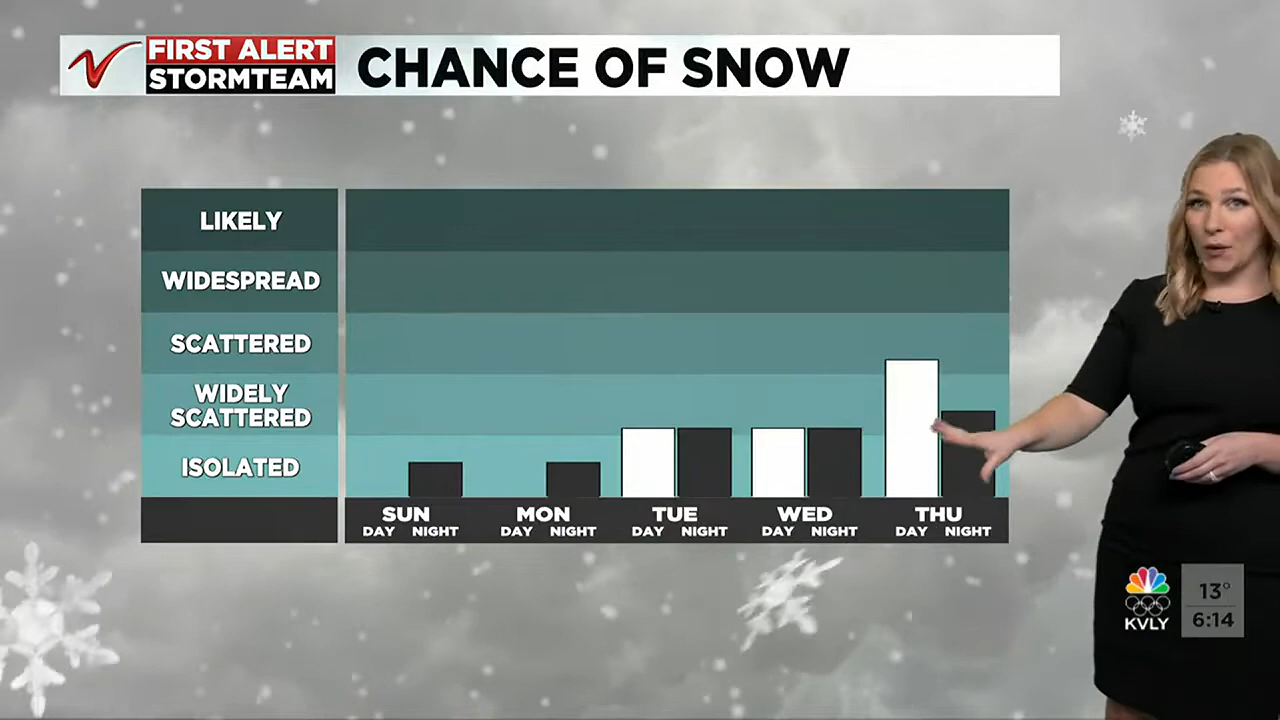 FIRST ALERT
STORMTEAM
CHANCE OF SNOW
LIKELY
WIDESPREAD
SCATTERED
WIDELY
SCATTERED
ISOLATED
SUN MON TUE WED THU
DAY NIGHT DAY NIGHT DAY NIGHT DAY NIGHT DAY NIGHT
KVLY
13°
6:14